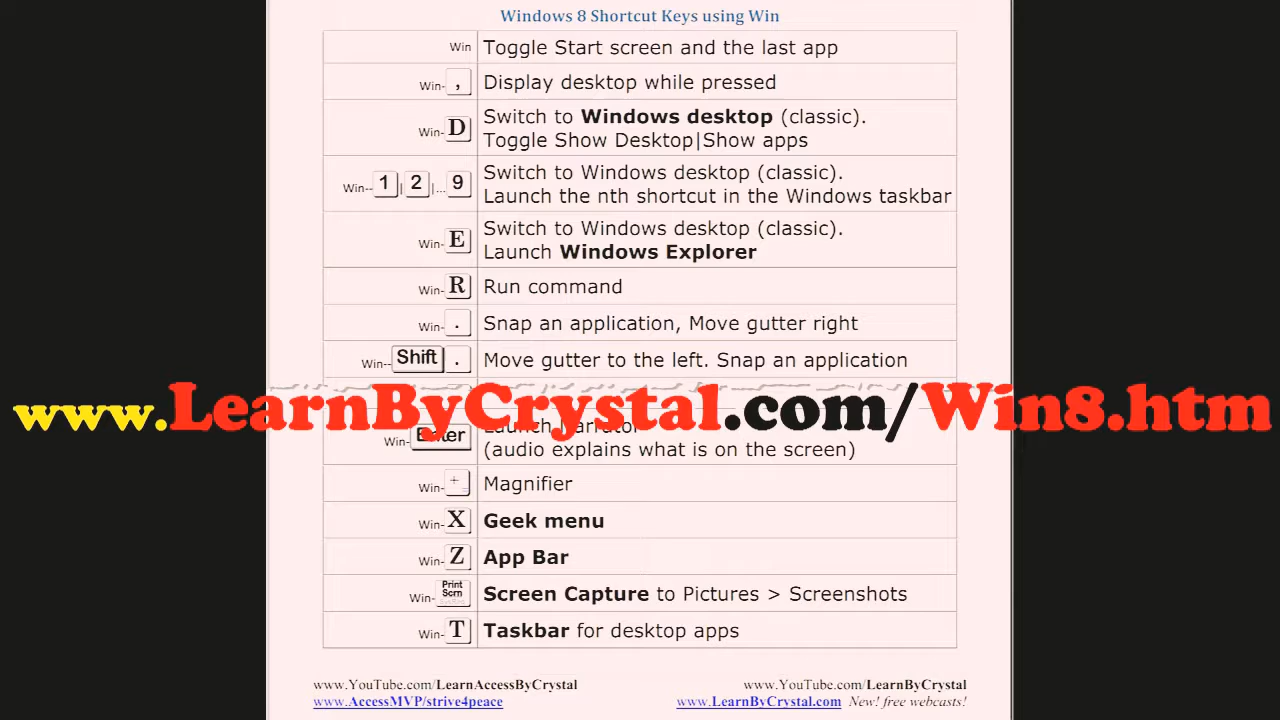 Windows 8 Shortcut Keys using Win
Win Toggle Start screen and the last app
Win- , Display desktop while pressed
Win- D Switch to Windows desktop (classic).
Toggle Show Desktop|Show apps
Win-- 1 | 2 |... 9 Switch to Windows desktop (classic).
Launch the nth shortcut in the Windows taskbar
Win- E Switch to Windows desktop (classic).
Launch Windows Explorer
Win- R Run command
Win- . Snap an application, Move gutter right
Win-- Shift . Move gutter to the left. Snap an application
www.LearnByCrystal.com/Win8.htm
Win- Enter Launch Narrator
(audio explains what is on the screen)
Win- + = Magnifier
Win- X Geek menu
Win- Z App Bar
Win- Print Scrn Screen Capture to Pictures > Screenshots
Win- T Taskbar for desktop apps
www.YouTube.com/LearnAccessByCrystal www.YouTube.com/LearnByCrystal
www.AccessMVP/strive4peace www.LearnByCrystal.com New! free webcasts!